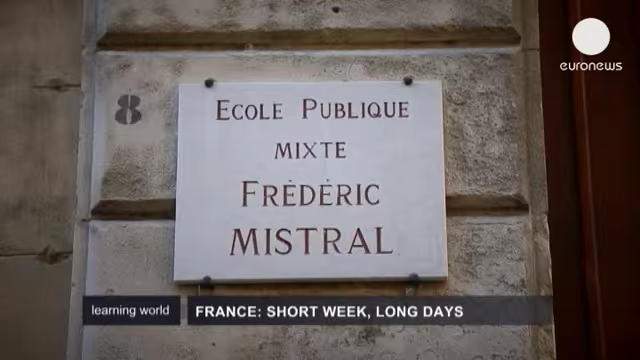 euronews
8
ECOLE PUBLIQUE
MIXTE
FRÉDÉRIC
MISTRAL
learning world
FRANCE: SHORT WEEK, LONG DAYS